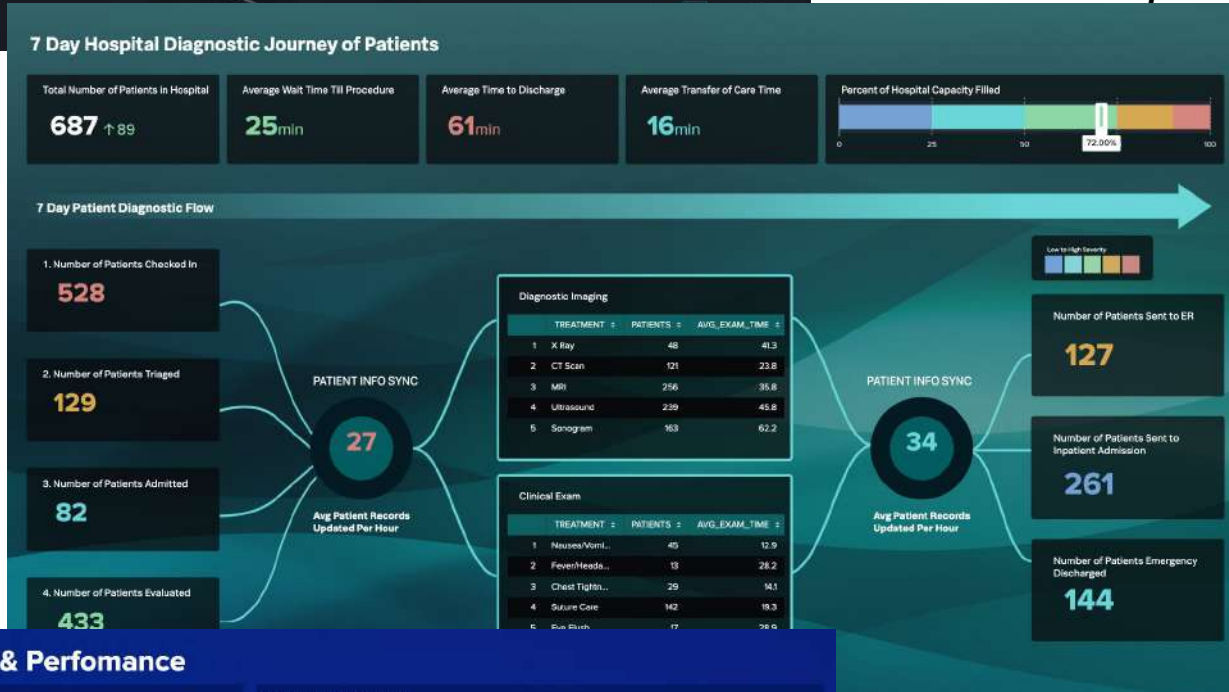 7 Day Hospital Diagnostic Journey of Patients
Total Number of Patients in Hospital
687 ↑ 89
Average Wait Time Till Procedure
25min
Average Time to Discharge
61min
Average Transfer of Care Time
16min
Percent of Hospital Capacity Filled
0 25 50 100
72.00%
7 Day Patient Diagnostic Flow
1. Number of Patients Checked In
528
2. Number of Patients Triaged
129
3. Number of Patients Admitted
82
4. Number of Patients Evaluated
433
PATIENT INFO SYNC
27
Avg Patient Records
Updated Per Hour
Diagnostic Imaging
TREATMENT PATIENTS AVG_EXAM_TIME
1 X Ray 48 41.3
2 CT Scan 121 23.8
3 MRI 256 35.8
4 Ultrasound 239 45.8
5 Sonogram 163 62.2
Clinical Exam
TREATMENT PATIENTS AVG_EXAM_TIME
1 Nausea/Vomi... 45 12.9
2 Fever/Heada... 13 28.2
3 Chest Tightn... 29 14.1
4 Suture Care 142 19.3
5 Eye Flush 17 28.9
PATIENT INFO SYNC
34
Avg Patient Records
Updated Per Hour
Low to High Severity
Number of Patients Sent to ER
127
Number of Patients Sent to
Inpatient Admission
261
Number of Patients Emergency
Discharged
144
& Perfomance